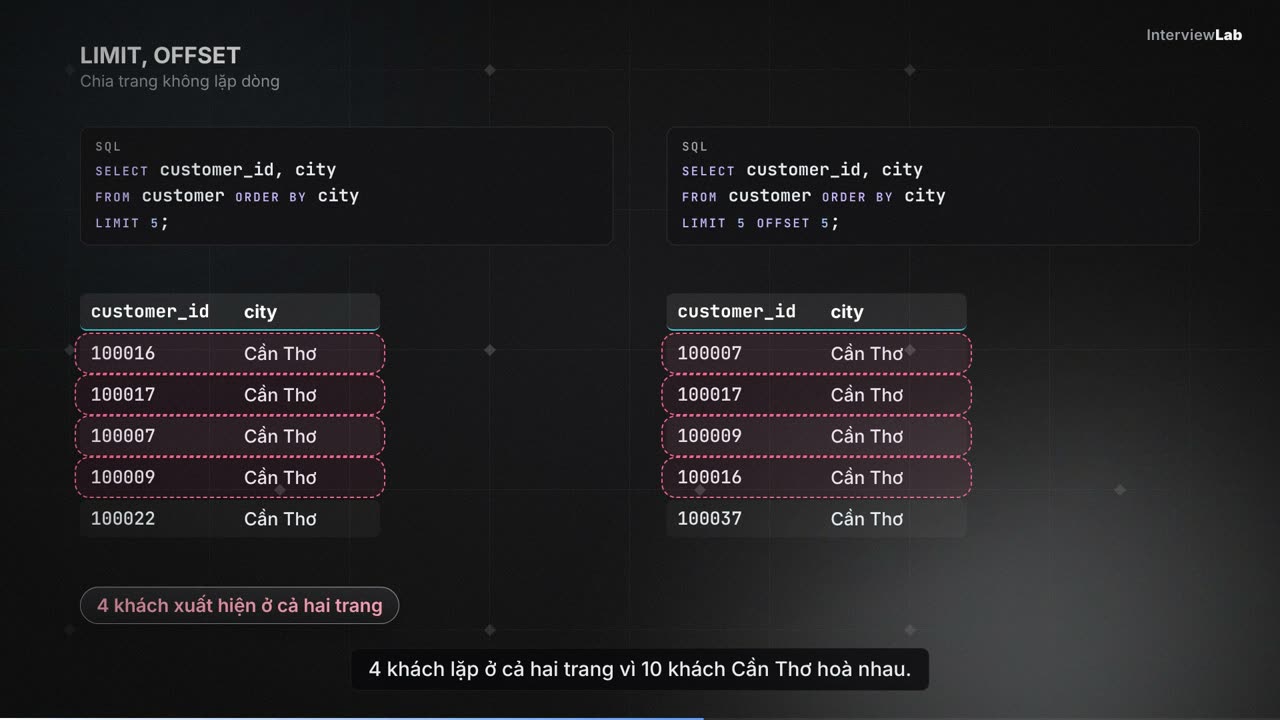 LIMIT, OFFSET
Chia trang không lặp dòng
InterviewLab
SQL
SELECT customer_id, city
FROM customer ORDER BY city
LIMIT 5;
SQL
SELECT customer_id, city
FROM customer ORDER BY city
LIMIT 5 OFFSET 5;
customer_id city
100016 Cần Thơ
100017 Cần Thơ
100007 Cần Thơ
100009 Cần Thơ
100022 Cần Thơ
customer_id city
100007 Cần Thơ
100017 Cần Thơ
100009 Cần Thơ
100016 Cần Thơ
100037 Cần Thơ
4 khách xuất hiện ở cả hai trang
4 khách lặp ở cả hai trang vì 10 khách Cần Thơ hoà nhau.